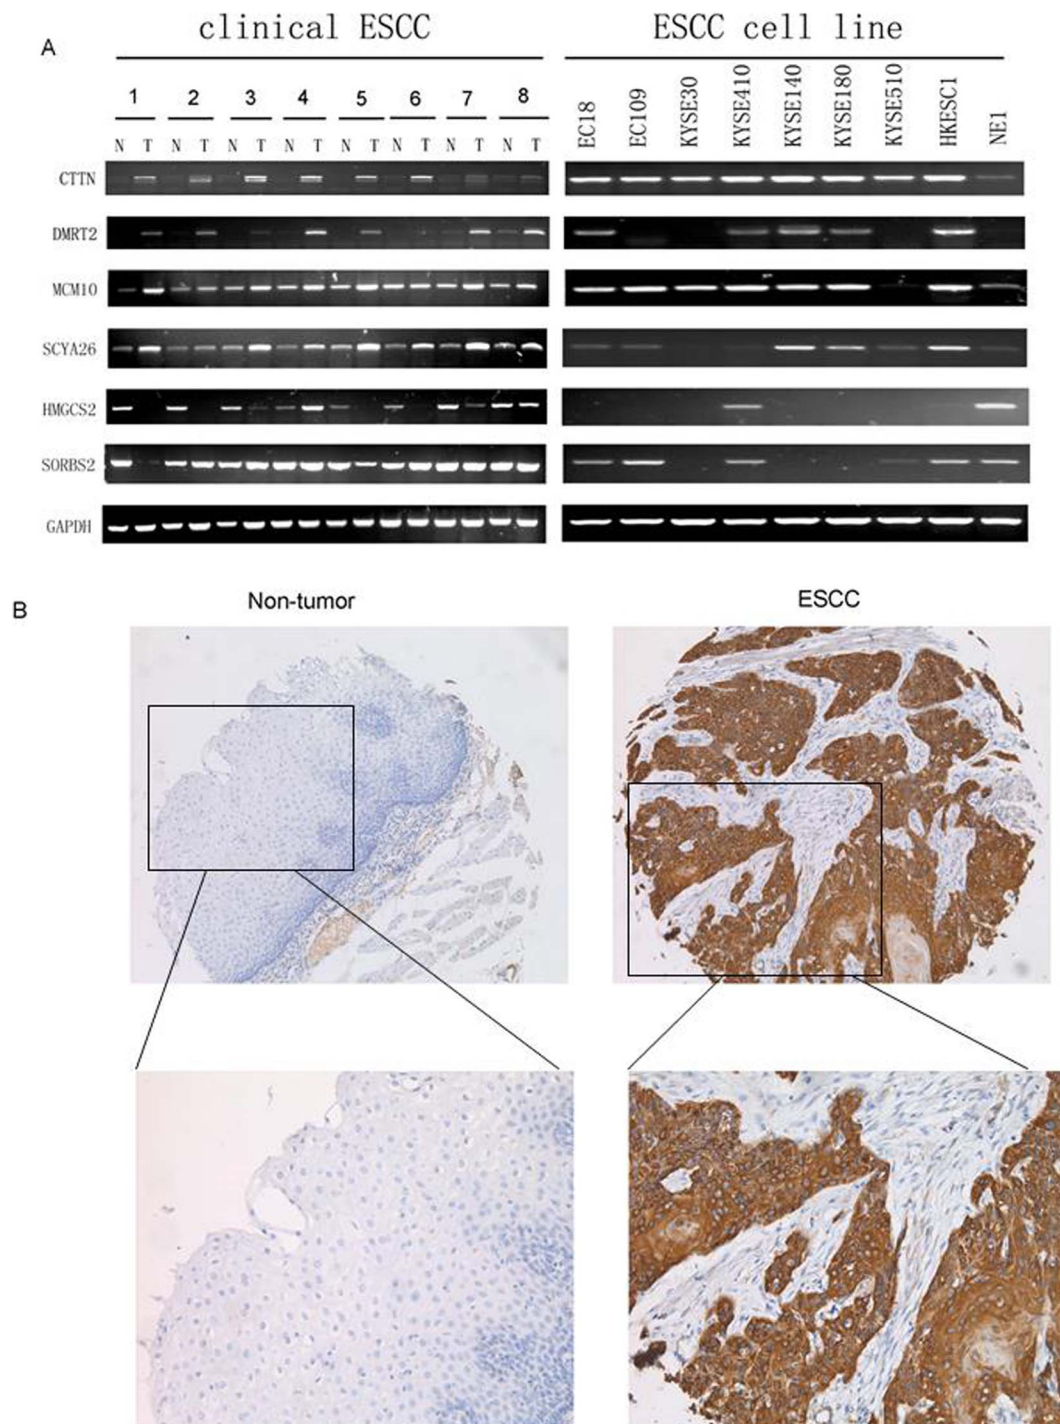 A
clinical ESCC
ESCC cell line
1 2 3 4 5 6 7 8
EC18 EC109 KYSE30 KYSE410 KYSE140 KYSE180 KYSE510 HKESC1 NE1
N T N T N T N T N T N T N T N T
CTTN
DMRT2
MCM10
SCYA26
HMGCS2
SORBS2
GAPDH
B
Non-tumor
ESCC